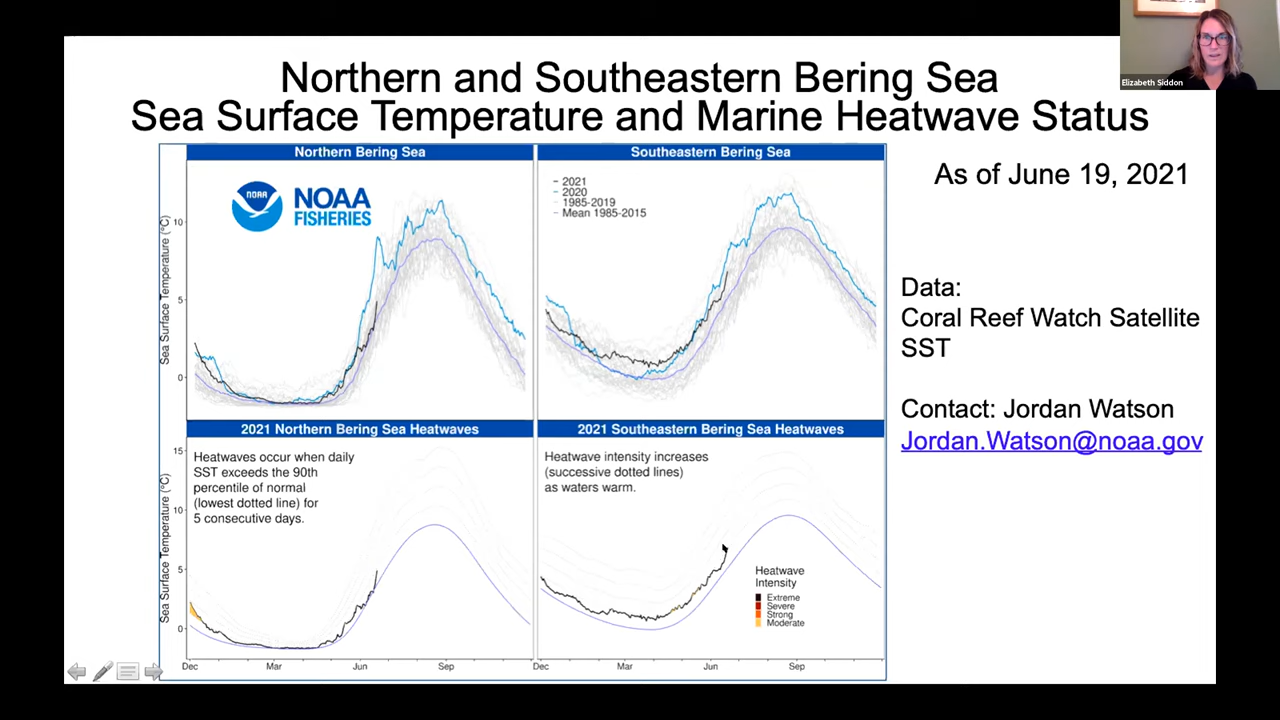 Elizabeth Siddon
Northern and Southeastern Bering Sea
Sea Surface Temperature and Marine Heatwave Status
As of June 19, 2021
Northern Bering Sea
Southeastern Bering Sea
NOAA
NOAA
FISHERIES
2021
2020
1985-2019
Mean 1985-2015
Sea Surface Temperature (°C)
10
5
0
Data:
Coral Reef Watch Satellite
SST
Contact: Jordan Watson
Jordan.Watson@noaa.gov
2021 Northern Bering Sea Heatwaves
2021 Southeastern Bering Sea Heatwaves
Heatwaves occur when daily
SST exceeds the 90th
percentile of normal
(lowest dotted line) for
5 consecutive days.
Heatwave intensity increases
(successive dotted lines)
as waters warm.
Sea Surface Temperature (°C)
15
10
5
0
Heatwave
Intensity
Extreme
Severe
Strong
Moderate
Dec Mar Jun Sep
Dec Mar Jun Sep